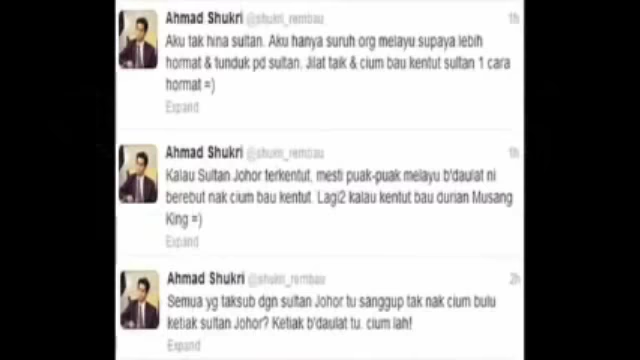 Ahmad Shukri @shukri_rembau 1h
Aku tak hina sultan. Aku hanya suruh org melayu supaya lebih
hormat & tunduk pd sultan. Jilat taik & cium bau kentut sultan 1 cara
hormat =)
Expand
Ahmad Shukri @shukri_rembau 1h
Kalau Sultan Johor terkentut, mesti puak-puak melayu b'daulat ni
berebut nak cium bau kentut. Lagi2 kalau kentut bau durian Musang
King =)
Expand
Ahmad Shukri @shukri_rembau 2h
Semua yg taksub dgn sultan Johor tu sanggup tak nak cium bulu
ketiak sultan Johor? Ketiak b'daulat tu. cium lah!
Expand